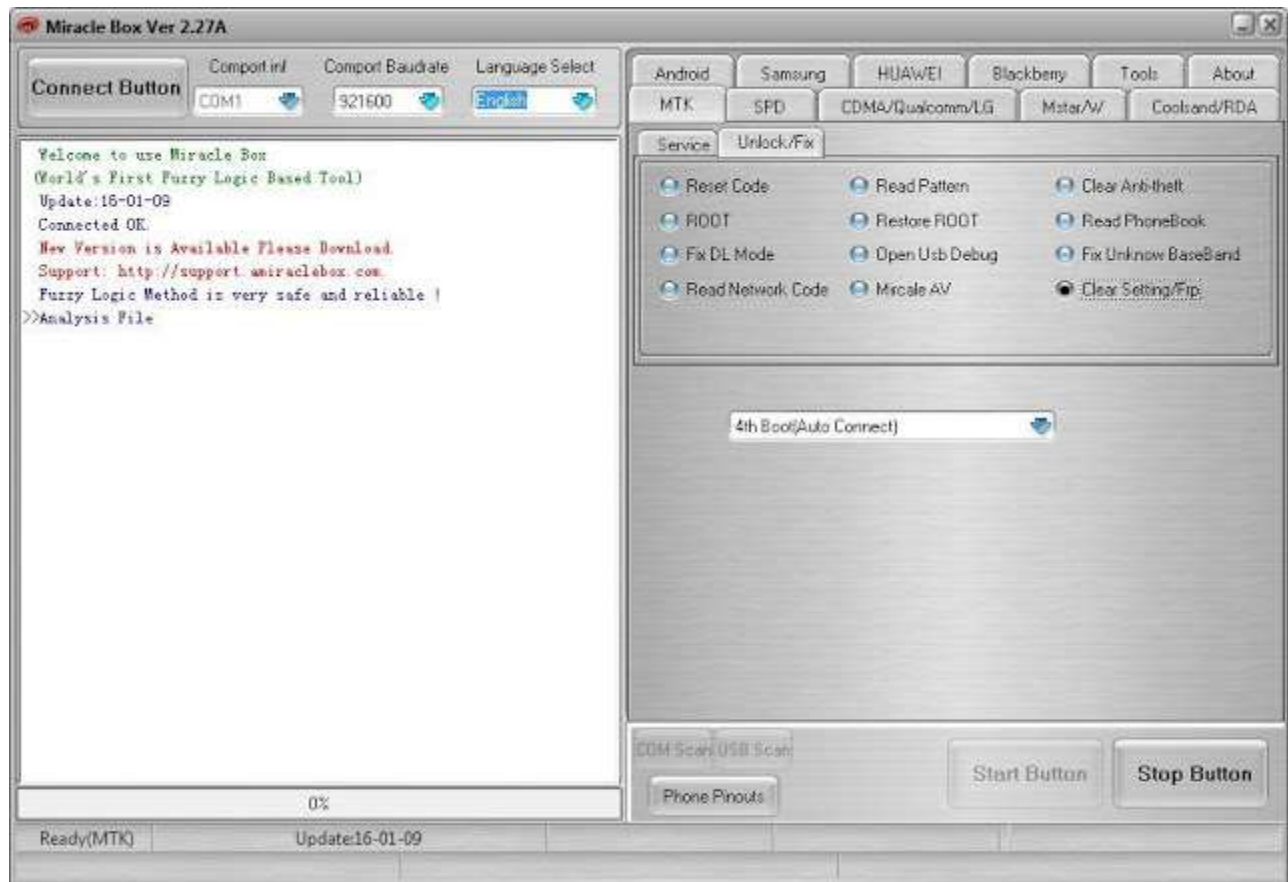 Miracle Box Ver 2.27A
Connect Button
Comport inf
Comport Baudrate
Language Select
COM1
921600
English
Welcome to use Miracle Box
(World's First Fuzzy Logic Based Tool)
Update:16-01-09
Connected OK.
New Version is Available Please Download.
Support: http://support.amiraclebox.com.
Fuzzy Logic Method is very safe and reliable !
>>Analysis File
0%
Android
Samsung
HUAWEI
Blackberry
Tools
About
MTK
SPD
CDMA/Qualcomm/LG
Mstar/W
Coolsand/RDA
Service
Unlock/Fix
Reset Code
Read Pattern
Clear Anti-theft
ROOT
Restore ROOT
Read PhoneBook
Fix DL Mode
Open Usb Debug
Fix Unknow BaseBand
Read Network Code
Mircale AV
Clear Setting/Frp
4th Boot(Auto Connect)
COM Scan
USB Scan
Phone Pinouts
Start Button
Stop Button
Ready(MTK)
Update:16-01-09